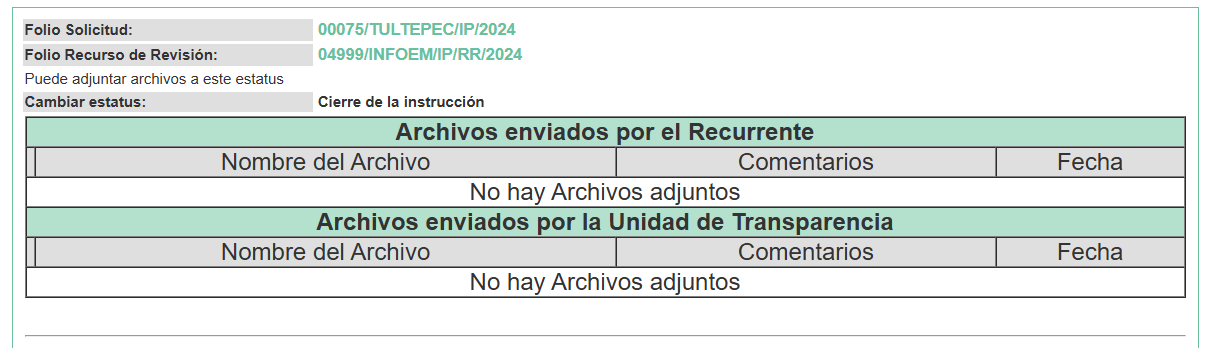 Folio Solicitud: 00075/TULTEPEC/IP/2024
Folio Recurso de Revisión: 04999/INFOEM/IP/RR/2024
Puede adjuntar archivos a este estatus
Cambiar estatus: Cierre de la instrucción
Archivos enviados por el Recurrente
Nombre del Archivo Comentarios Fecha
No hay Archivos adjuntos
Archivos enviados por la Unidad de Transparencia
Nombre del Archivo Comentarios Fecha
No hay Archivos adjuntos